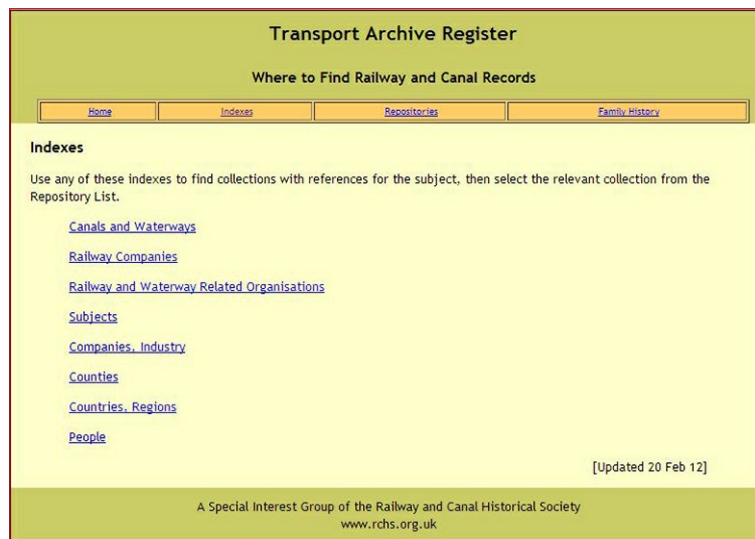 Transport Archive Register
Where to Find Railway and Canal Records
Home Indexes Repositories Family History
Indexes
Use any of these indexes to find collections with references for the subject, then select the relevant collection from the
Repository List.
Canals and Waterways
Railway Companies
Railway and Waterway Related Organisations
Subjects
Companies, Industry
Counties
Countries, Regions
People
[Updated 20 Feb 12]
A Special Interest Group of the Railway and Canal Historical Society
www.rchs.org.uk